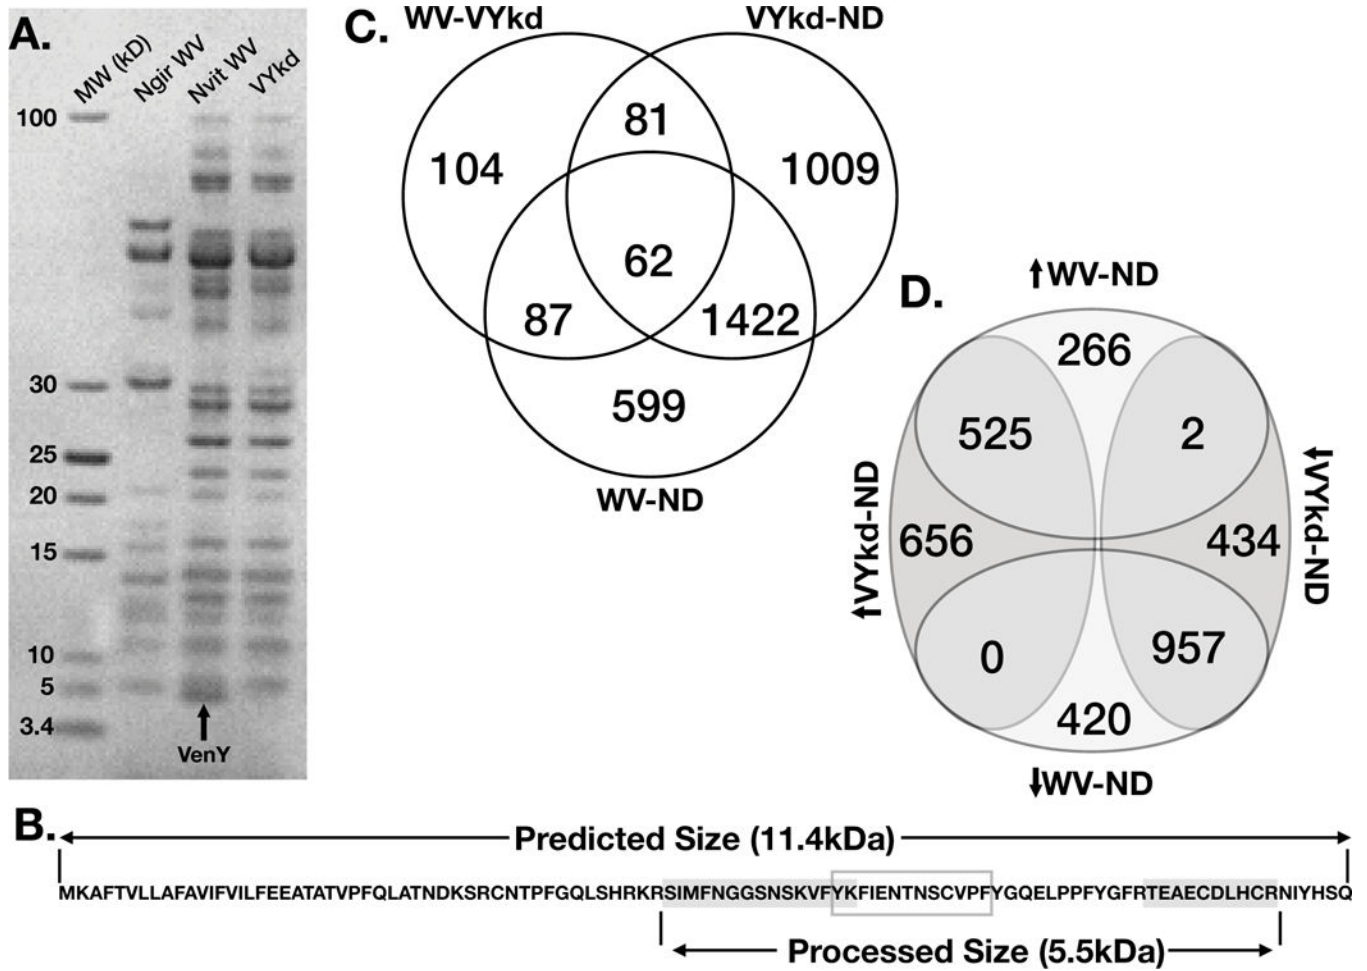 A.
MW (kD)
Ngir WV
Nvit WV
VYkd
100
30
25
20
15
10
5
3.4
VenY
C.
WV-VYkd
VYkd-ND
81
104
1009
62
87
1422
599
WV-ND
D.
↑WV-ND
266
525
2
↑VYkd-ND
656
434
↓VYkd-ND
0
957
420
↓WV-ND
B.
Predicted Size (11.4kDa)
MKAFTVLLAFAVIFVILFEEATATVPFQLATNDKSRCNTPFGQLSHRKRSIMFNGGSNSKVFYKFIENTNSCVPFYGQELPPFYGFRTEAECDLHCRNIYHSQ
Processed Size (5.5kDa)